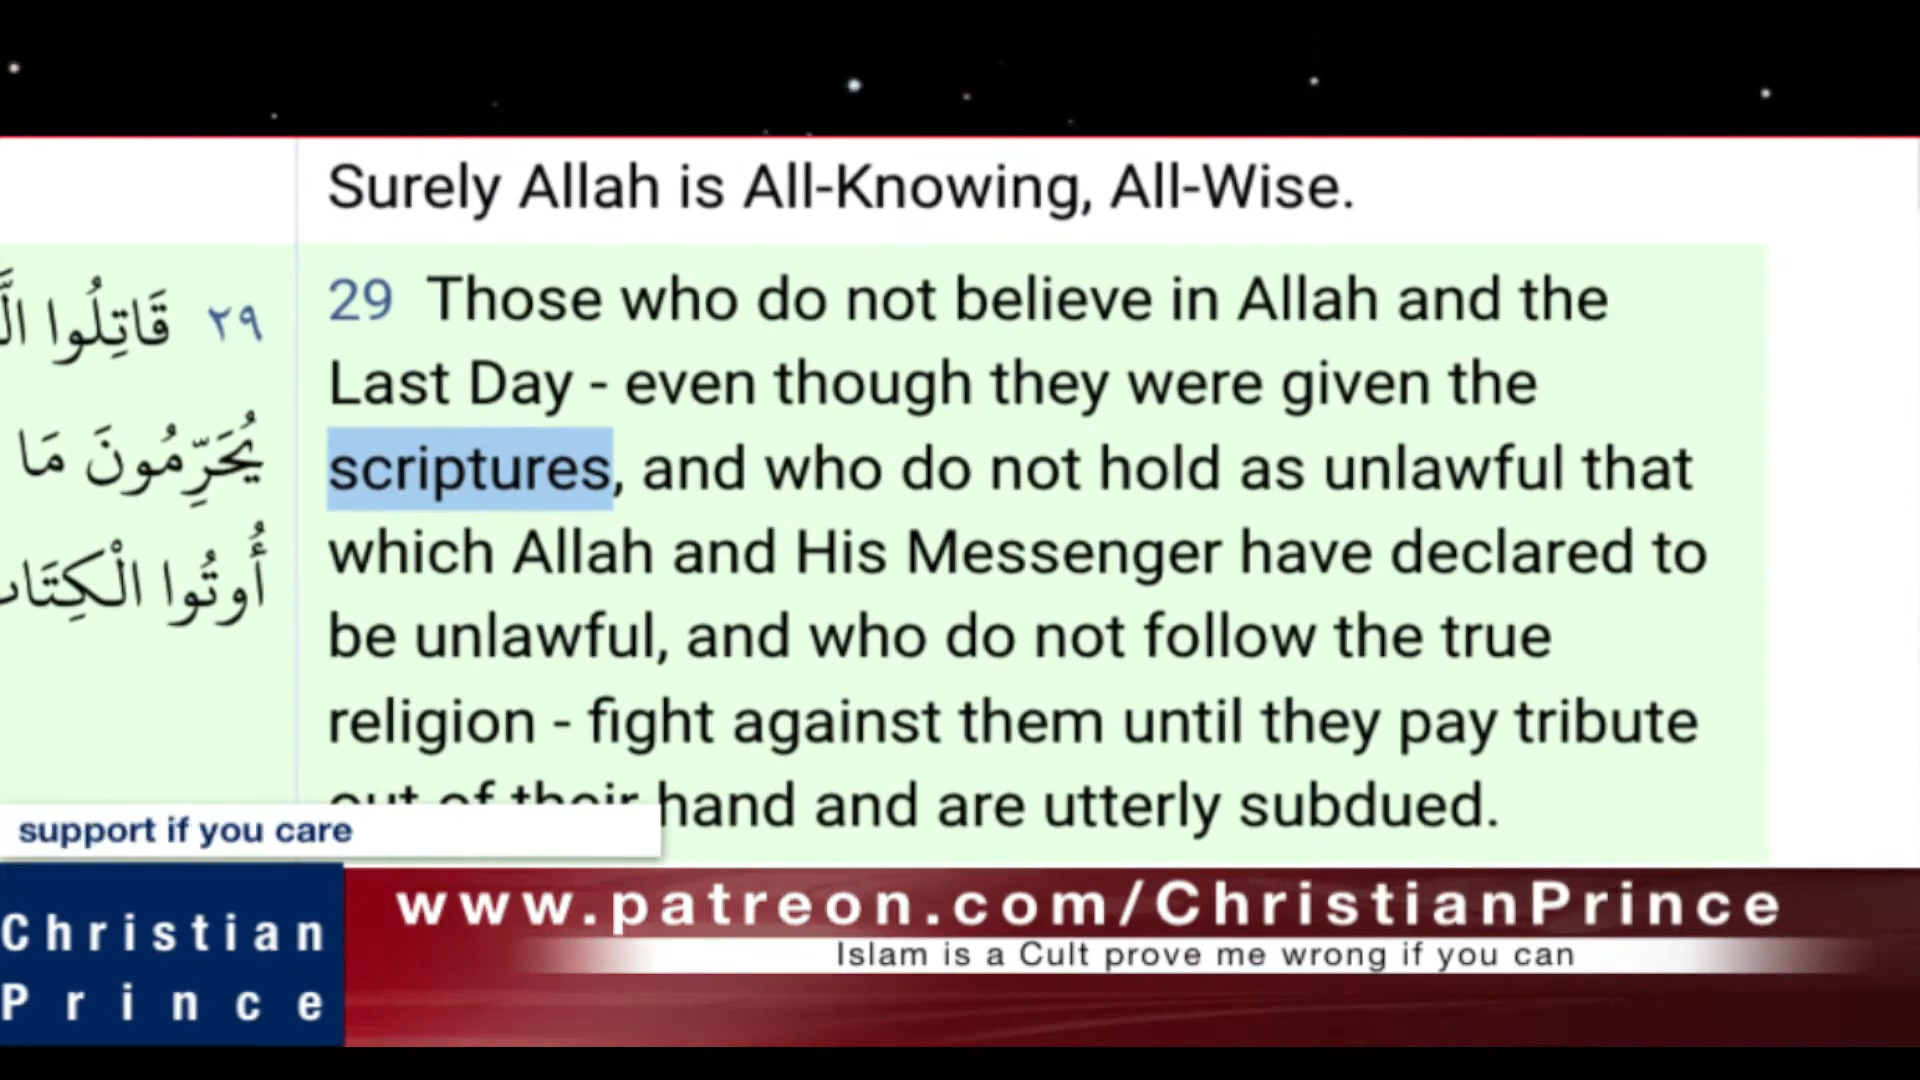 Surely Allah is All-Knowing, All-Wise.
29 Those who do not believe in Allah and the
Last Day - even though they were given the
scriptures, and who do not hold as unlawful that
which Allah and His Messenger have declared to
be unlawful, and who do not follow the true
religion - fight against them until they pay tribute
out of their hand and are utterly subdued.
٢٩ قَاتِلُوا
يُحَرِّمُونَ مَا
أُوتُوا
support if you care
Christian
Prince
www.patreon.com/ChristianPrince
Islam is a Cult prove me wrong if you can